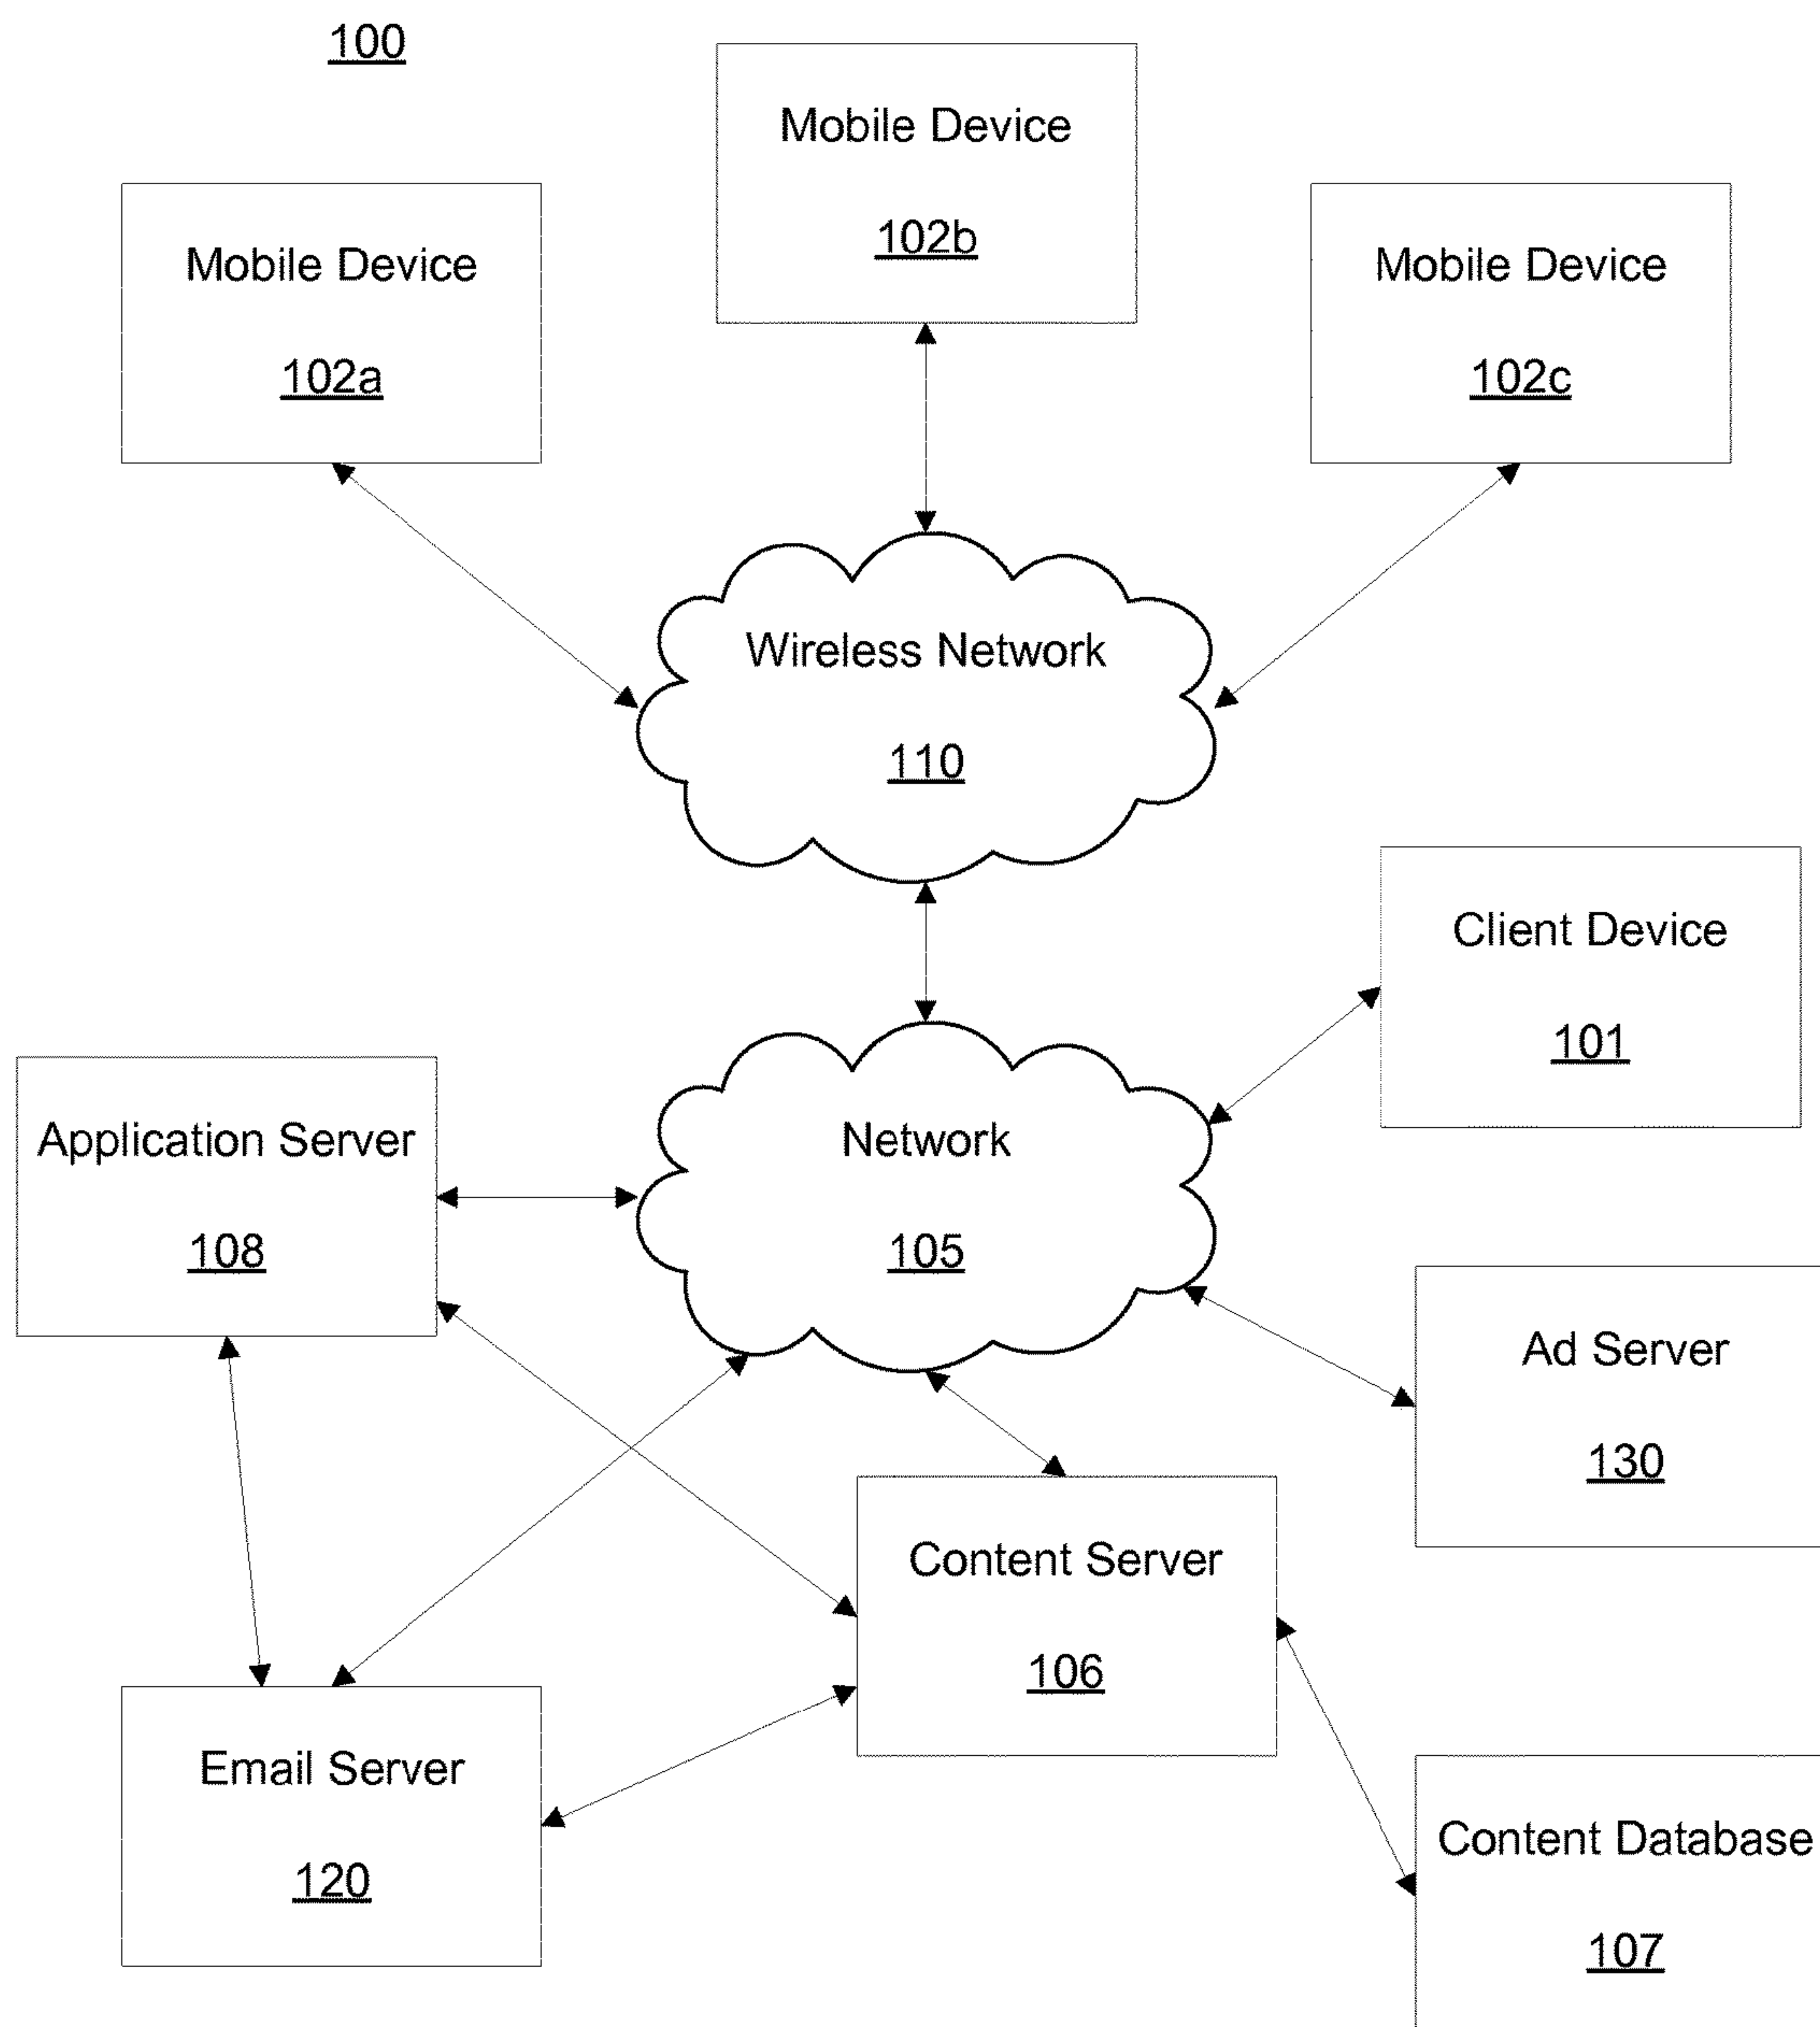 100
Mobile Device
102b
Mobile Device
102a
Mobile Device
102c
Wireless Network
110
Client Device
101
Application Server
108
Network
105
Ad Server
130
Content Server
106
Email Server
120
Content Database
107